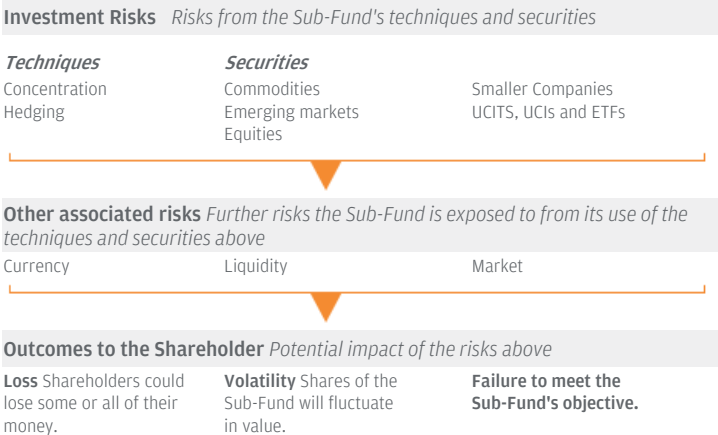 Investment Risks Risks from the Sub-Fund's techniques and securities
Techniques Securities
Concentration Commodities Smaller Companies
Hedging Emerging markets UCITS, UCIs and ETFs
Equities
Other associated risks Further risks the Sub-Fund is exposed to from its use of the
techniques and securities above
Currency Liquidity Market
Outcomes to the Shareholder Potential impact of the risks above
Loss Shareholders could
lose some or all of their
money.
Volatility Shares of the
Sub-Fund will fluctuate
in value.
Failure to meet the
Sub-Fund's objective.